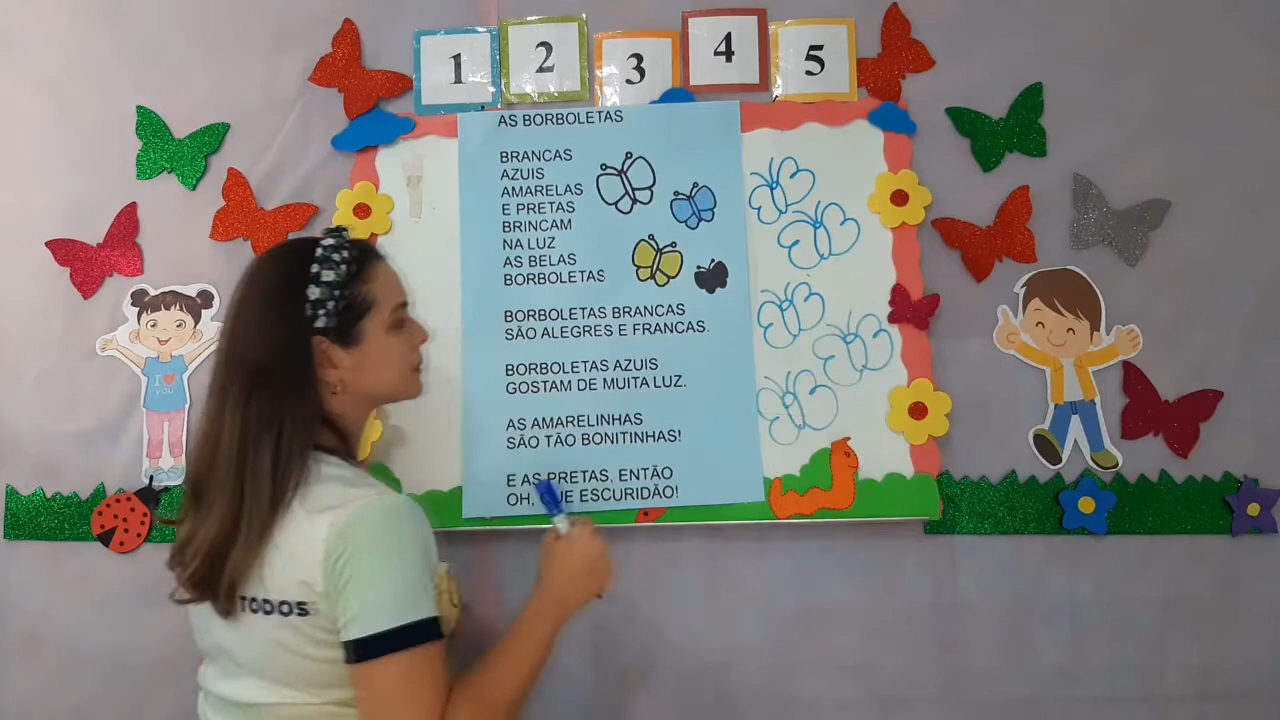 1 2 3 4 5
AS BORBOLETAS
BRANCAS
AZUIS
AMARELAS
E PRETAS
BRINCAM
NA LUZ
AS BELAS
BORBOLETAS
BORBOLETAS BRANCAS
SÃO ALEGRES E FRANCAS.
BORBOLETAS AZUIS
GOSTAM DE MUITA LUZ.
AS AMARELINHAS
SÃO TÃO BONITINHAS!
E AS PRETAS, ENTÃO
OH, QUE ESCURIDÃO!
I
you
TODOS